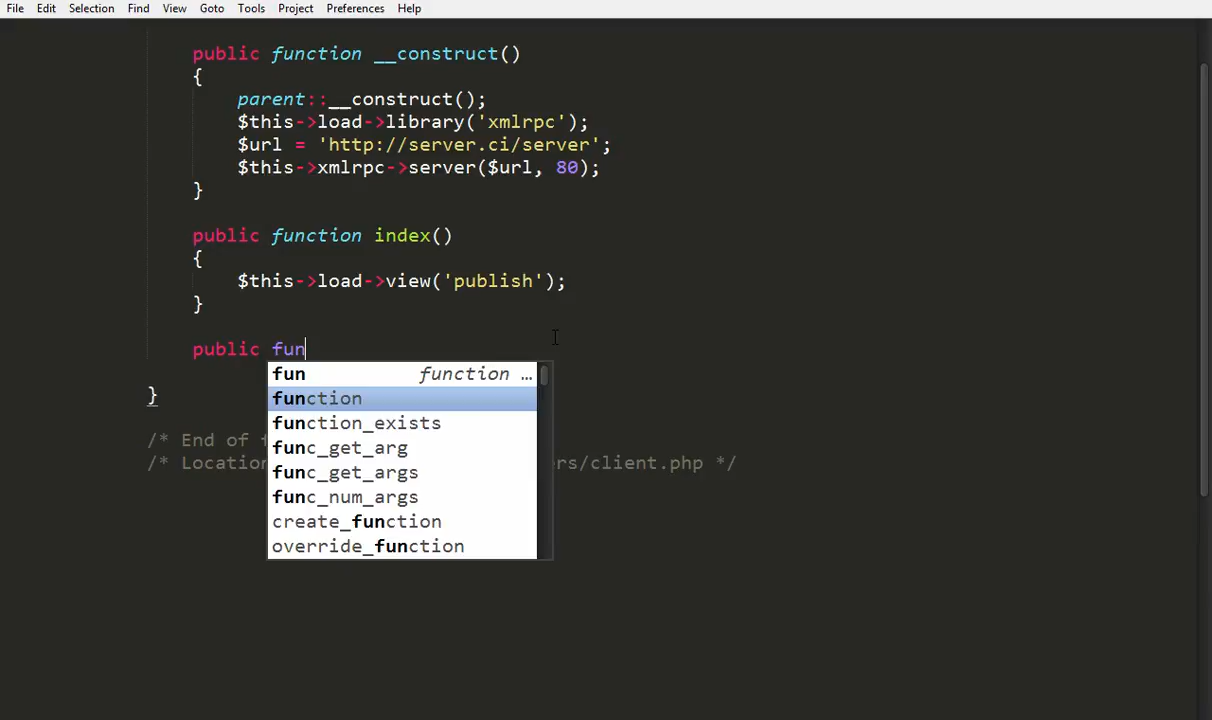 File Edit Selection Find View Goto Tools Project Preferences Help
public function __construct()
{
parent::__construct();
$this->load->library('xmlrpc');
$url = 'http://server.ci/server';
$this->xmlrpc->server($url, 80);
}
public function index()
{
$this->load->view('publish');
}
public fun
fun function …
function
}
function_exists
/* End of
func_get_arg
/* Location ers/client.php */
func_get_args
func_num_args
create_function
override_function